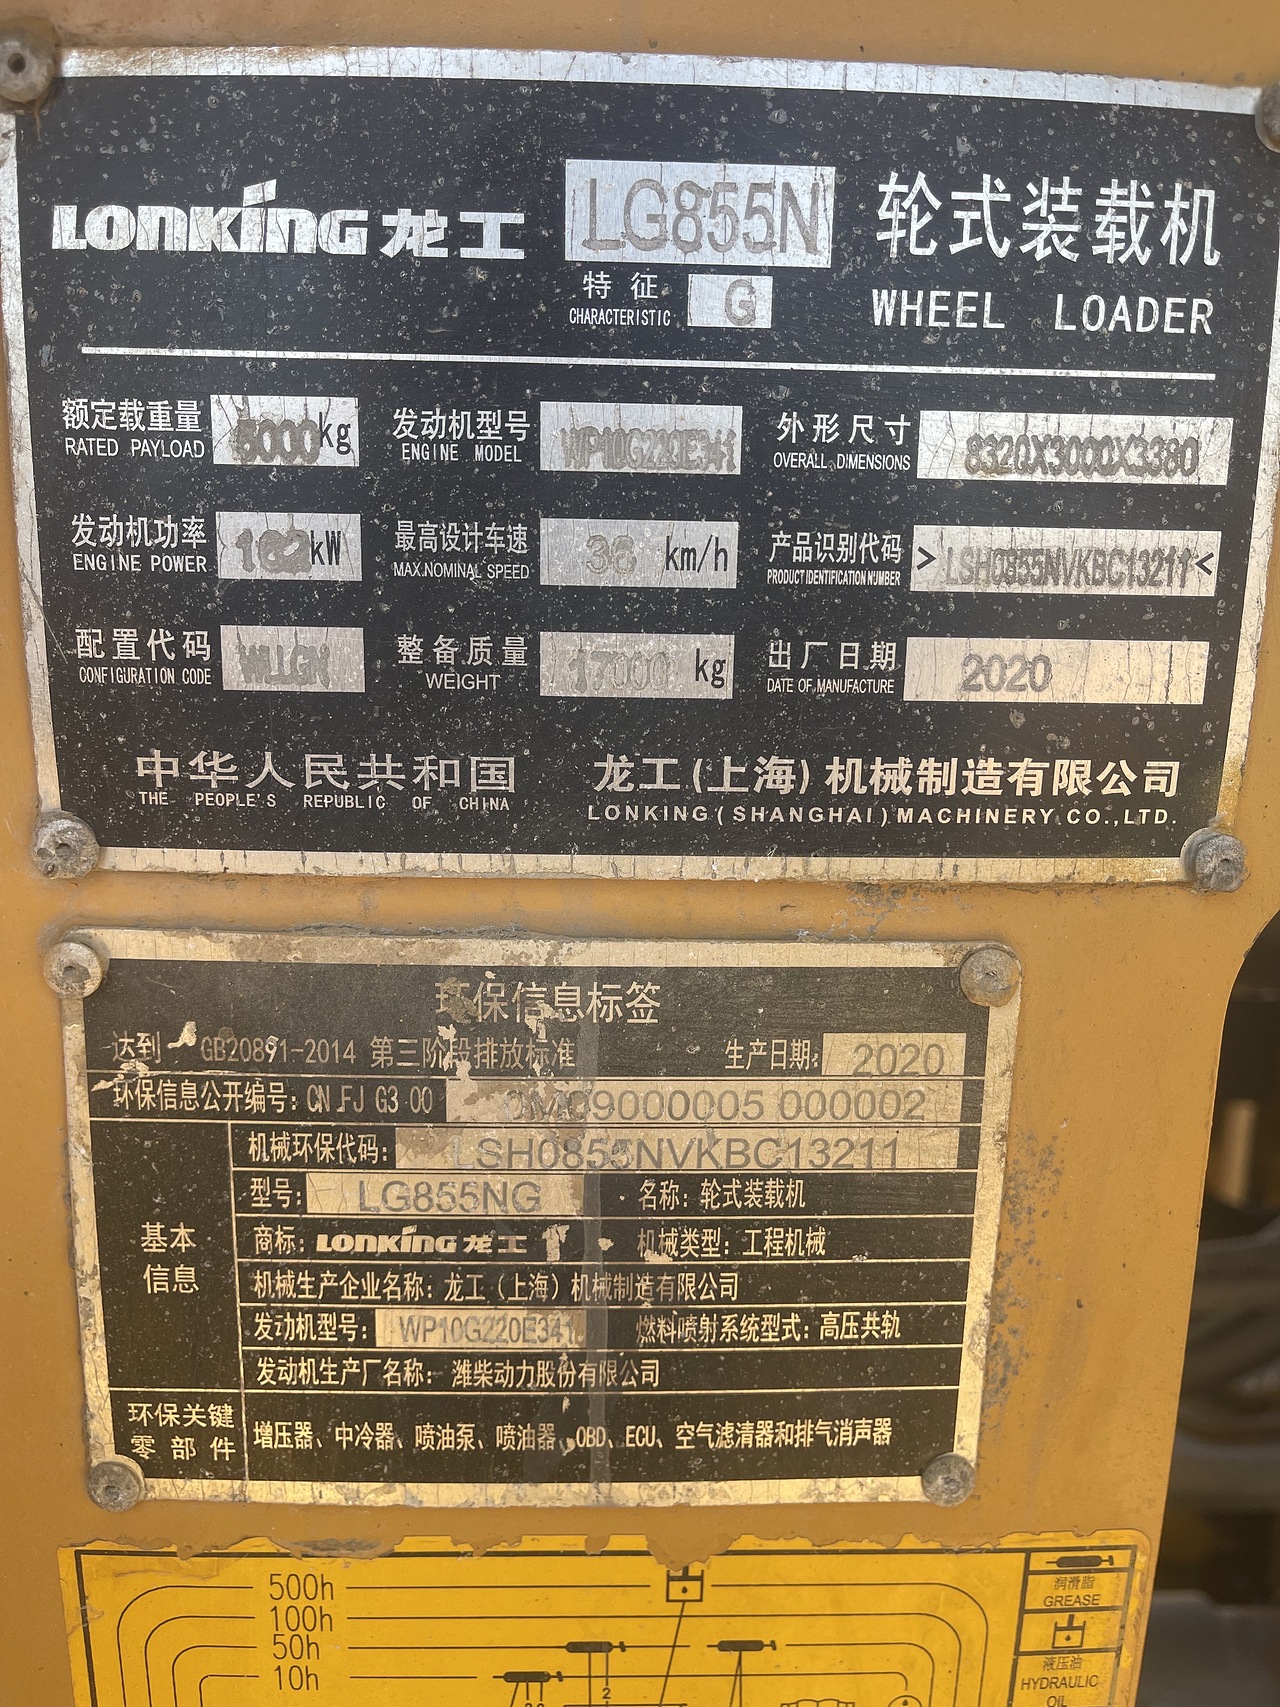 LONKING 龙工 LG855N 轮式装载机
特征 CHARACTERISTIC G WHEEL LOADER
额定载重量 RATED PAYLOAD 5000kg 发动机型号 ENGINE MODEL WP10G220E341 外形尺寸 OVERALL DIMENSIONS 8320X3000X3380
发动机功率 ENGINE POWER 162kW 最高设计车速 MAX.NOMINAL SPEED km/h 产品识别代码 PRODUCT IDENTIFICATION NUMBER >LSH0855NVKBC13211<
配置代码 CONFIGURATION CODE 整备质量 WEIGHT 17000 kg 出厂日期 DATE OF MANUFACTURE 2020
中华人民共和国 龙工(上海)机械制造有限公司
THE PEOPLE'S REPUBLIC OF CHINA LONKING(SHANGHAI)MACHINERY CO.,LTD.
环保信息标签
达到 GB20891-2014 第三阶段排放标准 生产日期: 2020
环保信息公开编号: CN FJ G3 00 000005 000002
机械环保代码: LSH0855NVKBC13211
型号: LG855NG 名称: 轮式装载机
基本信息
商标: LONKING 龙工 机械类型: 工程机械
机械生产企业名称: 龙工（上海）机械制造有限公司
发动机型号: WP10G220E341 燃料喷射系统型式: 高压共轨
发动机生产厂名称: 潍柴动力股份有限公司
环保关键零部件 增压器、中冷器、喷油泵、喷油器、OBD、ECU、空气滤清器和排气消声器
500h
100h
50h
10h
2
润滑脂
GREASE
液压油
HYDRAULIC
OIL